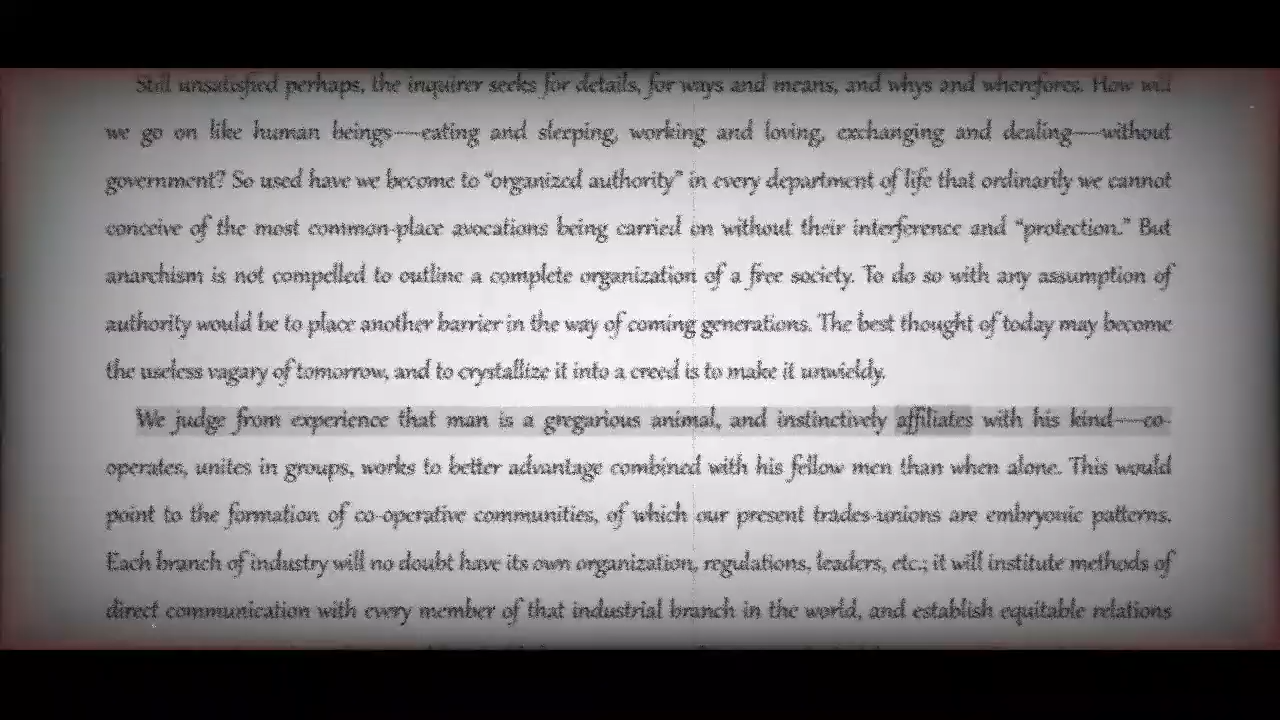 Still unsatisfied perhaps, the inquirer seeks for details, for ways and means, and whys and wherefores. How will
we go on like human beings—eating and sleeping, working and loving, exchanging and dealing—without
government? So used have we become to “organized authority” in every department of life that ordinarily we cannot
conceive of the most common-place avocations being carried on without their interference and “protection.” But
anarchism is not compelled to outline a complete organization of a free society. To do so with any assumption of
authority would be to place another barrier in the way of coming generations. The best thought of today may become
the useless vagary of tomorrow, and to crystallize it into a creed is to make it unwieldy.
We judge from experience that man is a gregarious animal, and instinctively affiliates with his kind—co-
operates, unites in groups, works to better advantage combined with his fellow men than when alone. This would
point to the formation of co-operative communities, of which our present trades-unions are embryonic patterns.
Each branch of industry will no doubt have its own organization, regulations, leaders, etc.; it will institute methods of
direct communication with every member of that industrial branch in the world, and establish equitable relations